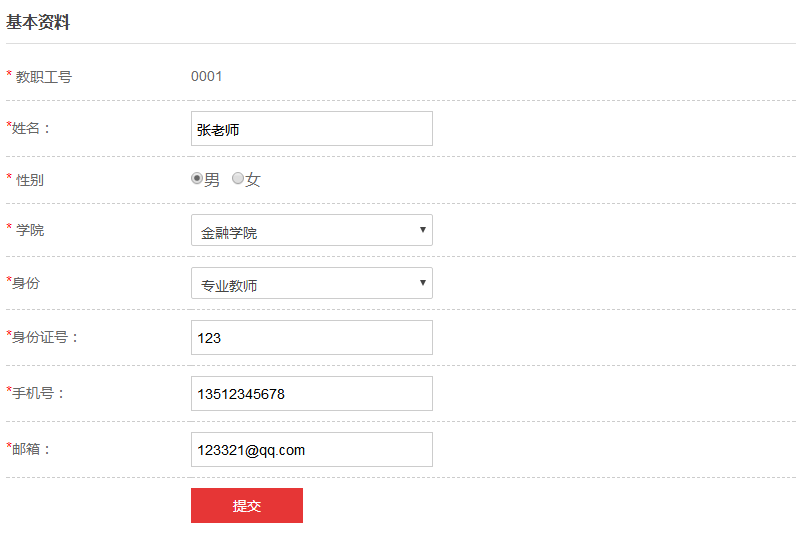 基本资料
* 教职工号 0001
*姓名： 张老师
* 性别 男 女
* 学院 金融学院
*身份 专业教师
*身份证号： 123
*手机号： 13512345678
*邮箱： 123321@qq.com
提交